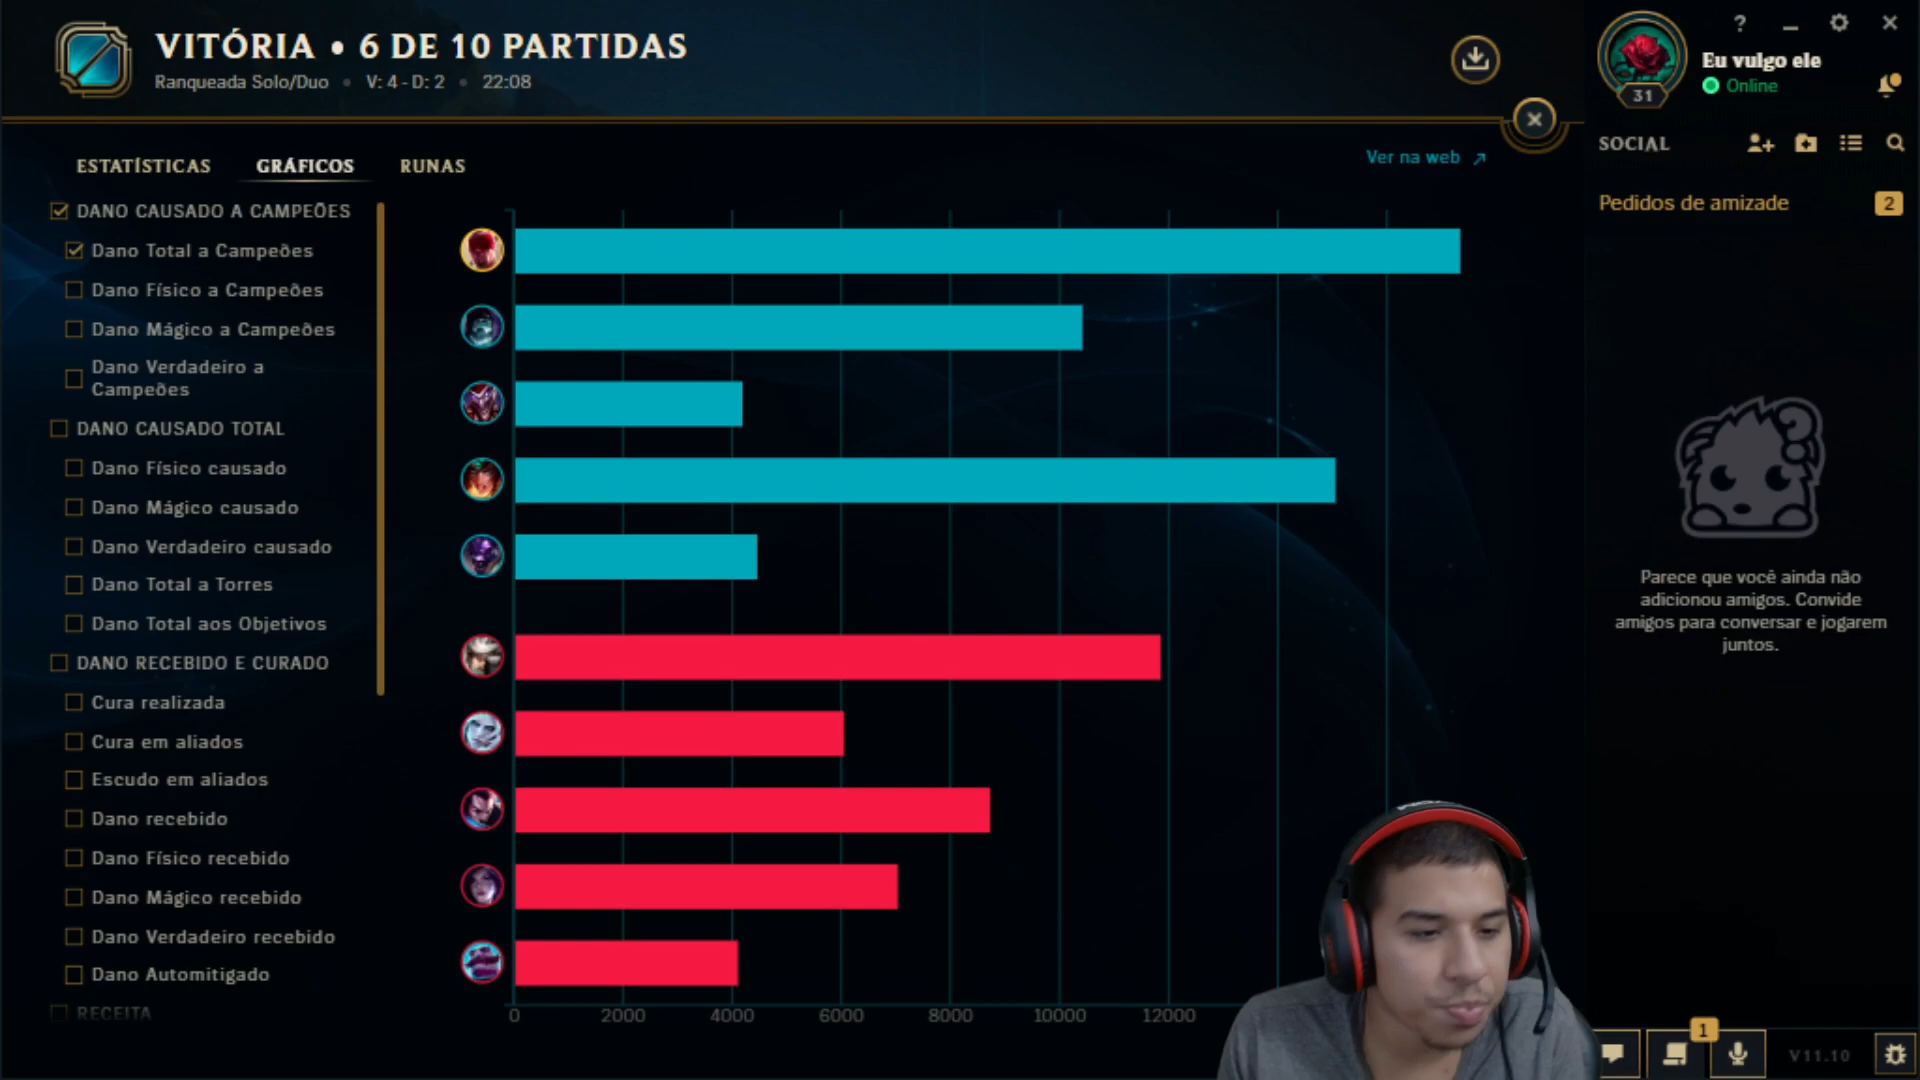 VITÓRIA • 6 DE 10 PARTIDAS
Ranqueada Solo/Duo • V: 4 - D: 2 • 22:08
Eu vulgo ele
Online
31
ESTATÍSTICAS GRÁFICOS RUNAS
Ver na web
SOCIAL
Pedidos de amizade 2
DANO CAUSADO A CAMPEÕES
Dano Total a Campeões
Dano Físico a Campeões
Dano Mágico a Campeões
Dano Verdadeiro a
Campeões
DANO CAUSADO TOTAL
Dano Físico causado
Dano Mágico causado
Dano Verdadeiro causado
Dano Total a Torres
Dano Total aos Objetivos
DANO RECEBIDO E CURADO
Cura realizada
Cura em aliados
Escudo em aliados
Dano recebido
Dano Físico recebido
Dano Mágico recebido
Dano Verdadeiro recebido
Dano Automitigado
RECEITA
0 2000 4000 6000 8000 10000 12000
Parece que você ainda não
adicionou amigos. Convide
amigos para conversar e jogarem
juntos.
1
V11.10